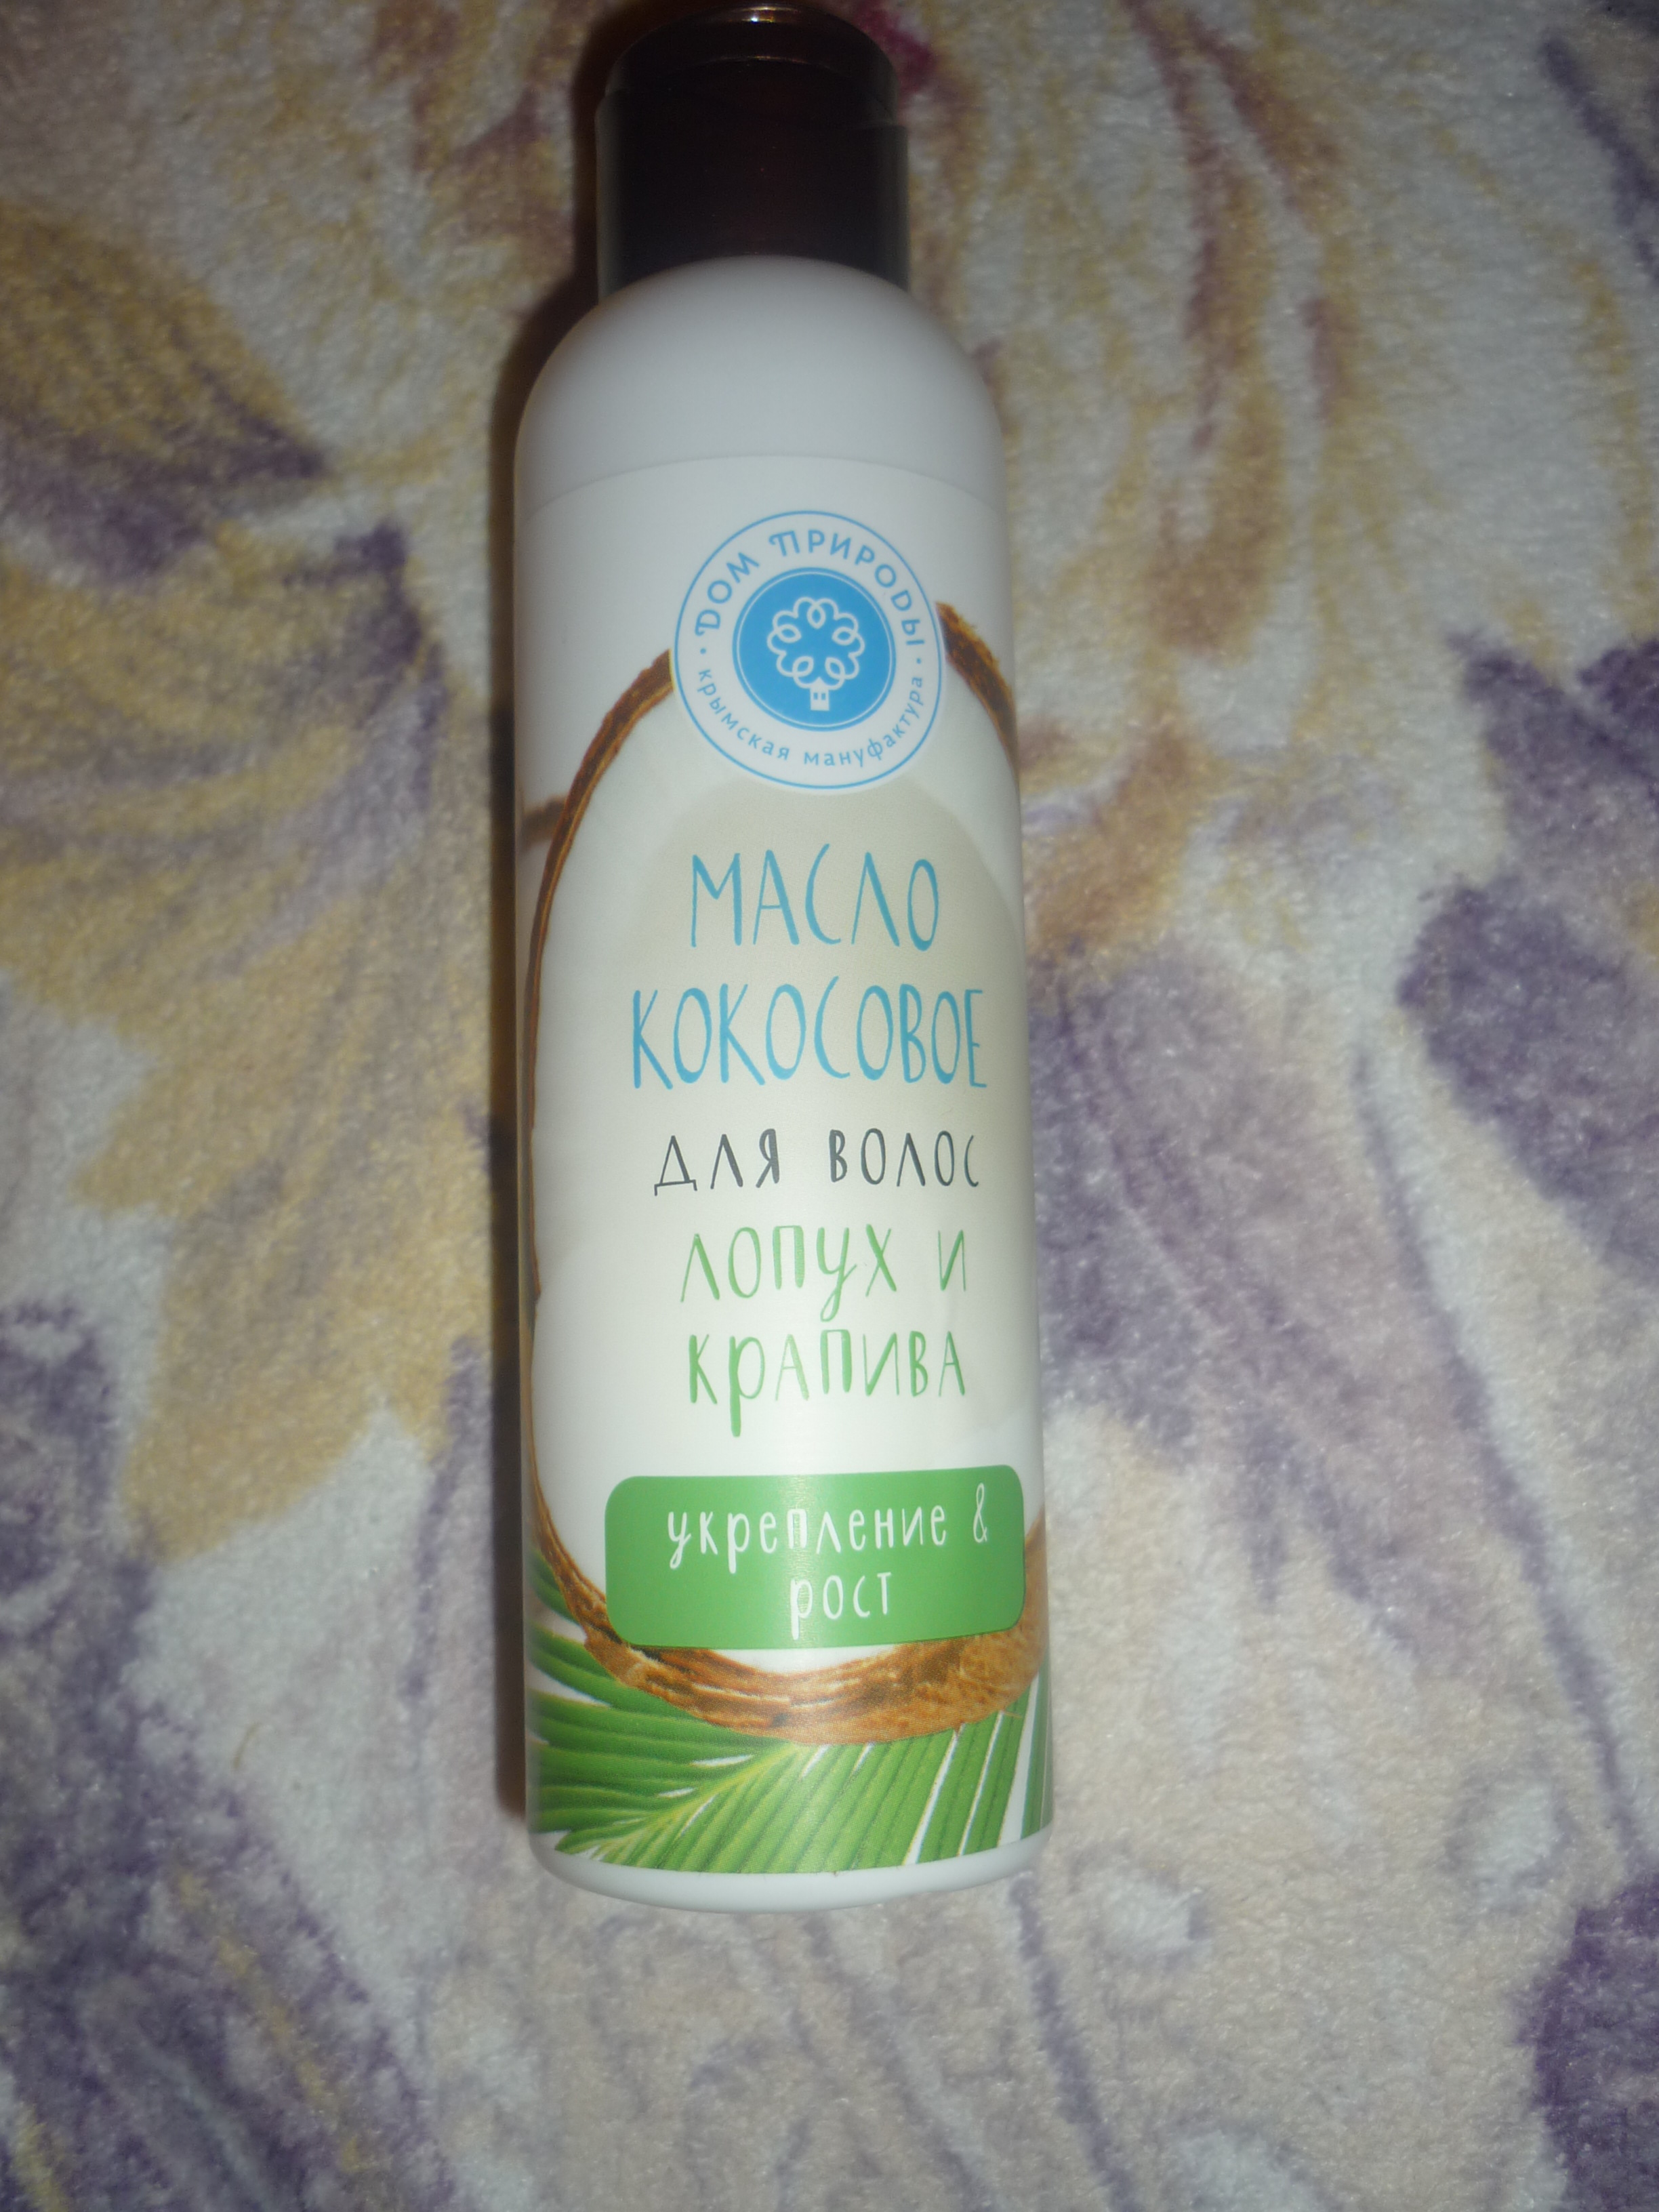 Дом Природы
крымская мануфактура
МАСЛО
КОКОСОВОЕ
ДЛЯ ВОЛОС
ЛОПУХ И
КРАПИВА
укрепление &
рост